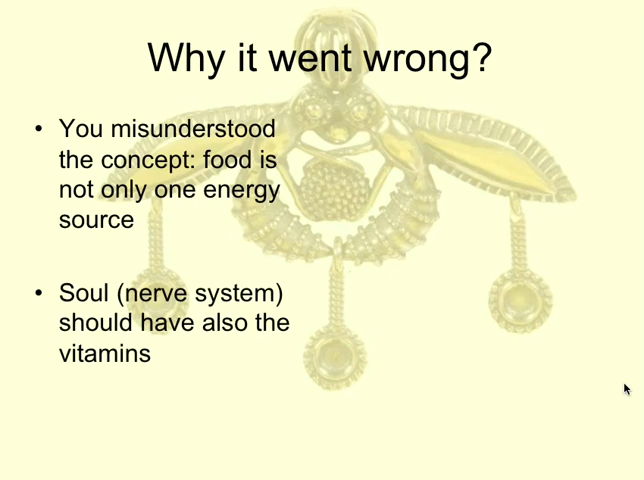 Why it went wrong?
• You misunderstood
the concept: food is
not only one energy
source
• Soul (nerve system)
should have also the
vitamins